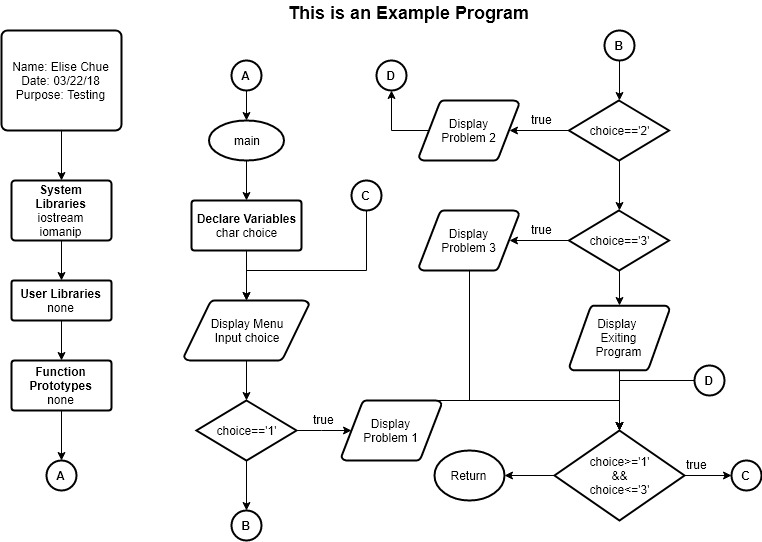 This is an Example Program
Name: Elise Chue
Date: 03/22/18
Purpose: Testing
System
Libraries
iostream
iomanip
User Libraries
none
Function
Prototypes
none
A
A
main
Declare Variables
char choice
C
Display Menu
Input choice
choice=='1'
true
Display
Problem 1
B
B
choice=='2'
true
Display
Problem 2
D
choice=='3'
true
Display
Problem 3
Display
Exiting
Program
D
choice>='1'
&&
choice<='3'
true
C
Return